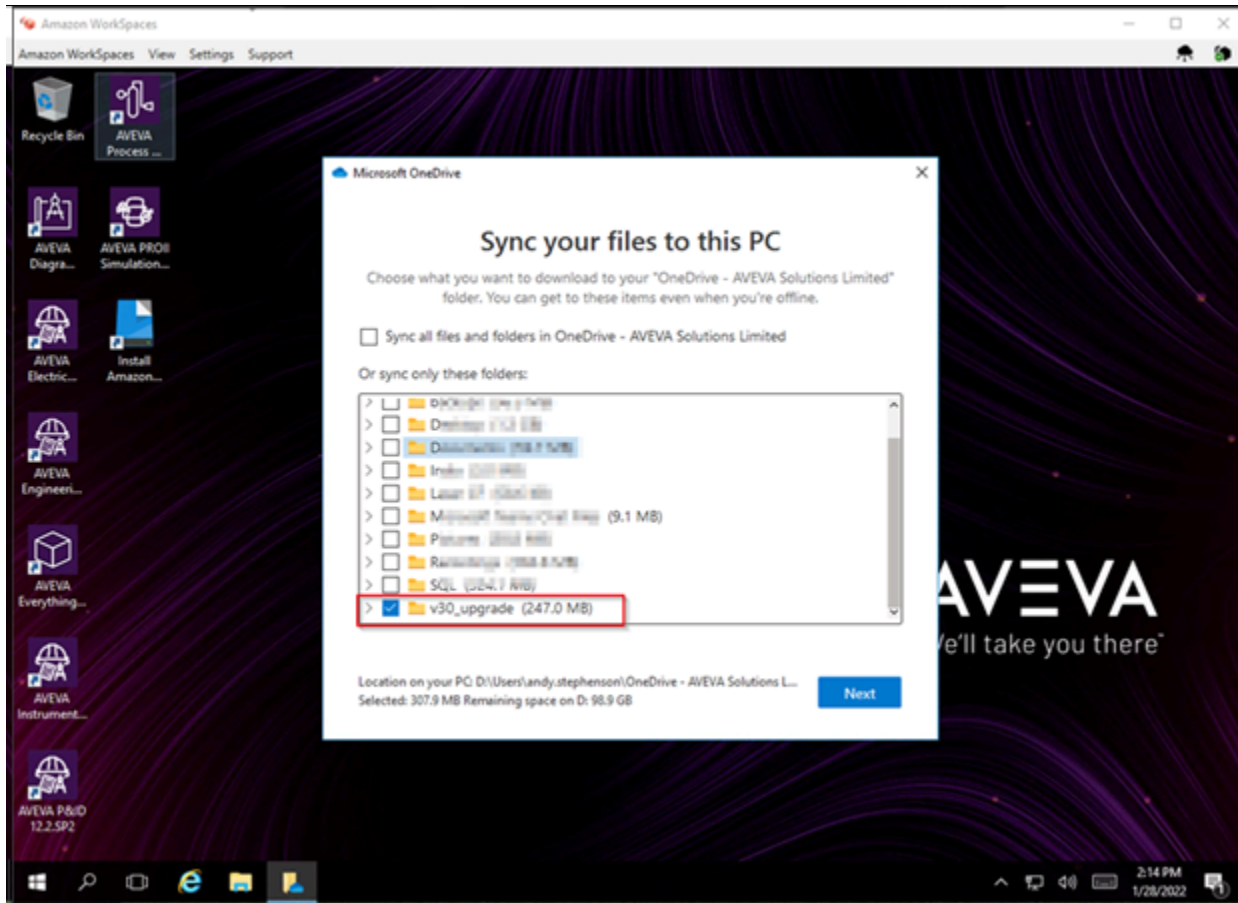 Amazon WorkSpaces
Amazon WorkSpaces View Settings Support
Recycle Bin
AVEVA
Process ...
AVEVA
Diagra...
AVEVA PROII
Simulation...
AVEVA
Electric...
Install
Amazon...
AVEVA
Engineeri...
AVEVA
Everything...
AVEVA
Instrument...
AVEVA P&ID
12.2.SP2
Microsoft OneDrive
Sync your files to this PC
Choose what you want to download to your "OneDrive - AVEVA Solutions Limited"
folder. You can get to these items even when you're offline.
Sync all files and folders in OneDrive - AVEVA Solutions Limited
Or sync only these folders:
(9.1 MB)
SQL
v30_upgrade (247.0 MB)
Location on your PC: D:\Users\andy.stephenson\OneDrive - AVEVA Solutions L...
Selected: 307.9 MB Remaining space on D: 98.9 GB
Next
AVEVA
e'll take you there
2:14 PM
1/28/2022